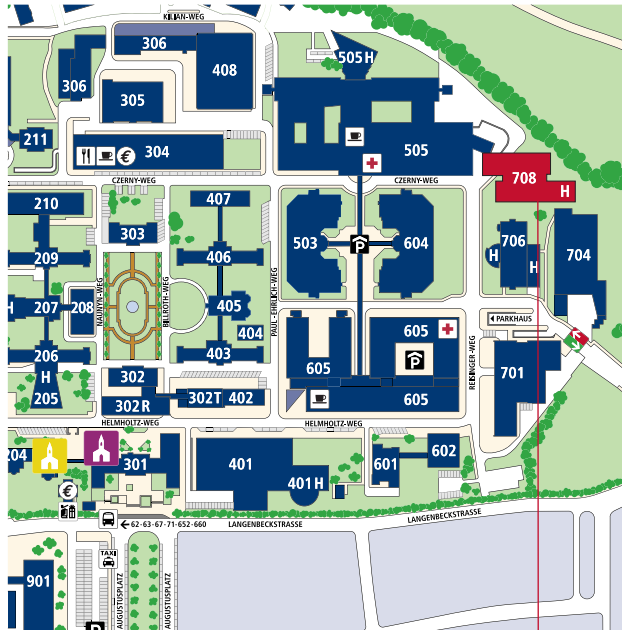 KILIAN-WEG
306
408
505 H
306
305
211
304
€
505
CZERNY-WEG
CZERNY-WEG
708
H
210
407
303
503
604
706
704
H
H
209
406
NAUNYN-WEG
BILLROTH-WEG
PAUL-EHRLICH-WEG
207
208
405
404
PARKHAUS
206
403
605
605
REISINGER-WEG
701
H
205
302
302 R
302T
402
605
HELMHOLTZ-WEG
HELMHOLTZ-WEG
204
301
401
401 H
601
602
€
62-63-67-71-652-660
LANGENBECKSTRASSE
LANGENBECKSTRASSE
TAXI
901
AUGUSTUSPLATZ
AUGUSTUSPLATZ
P